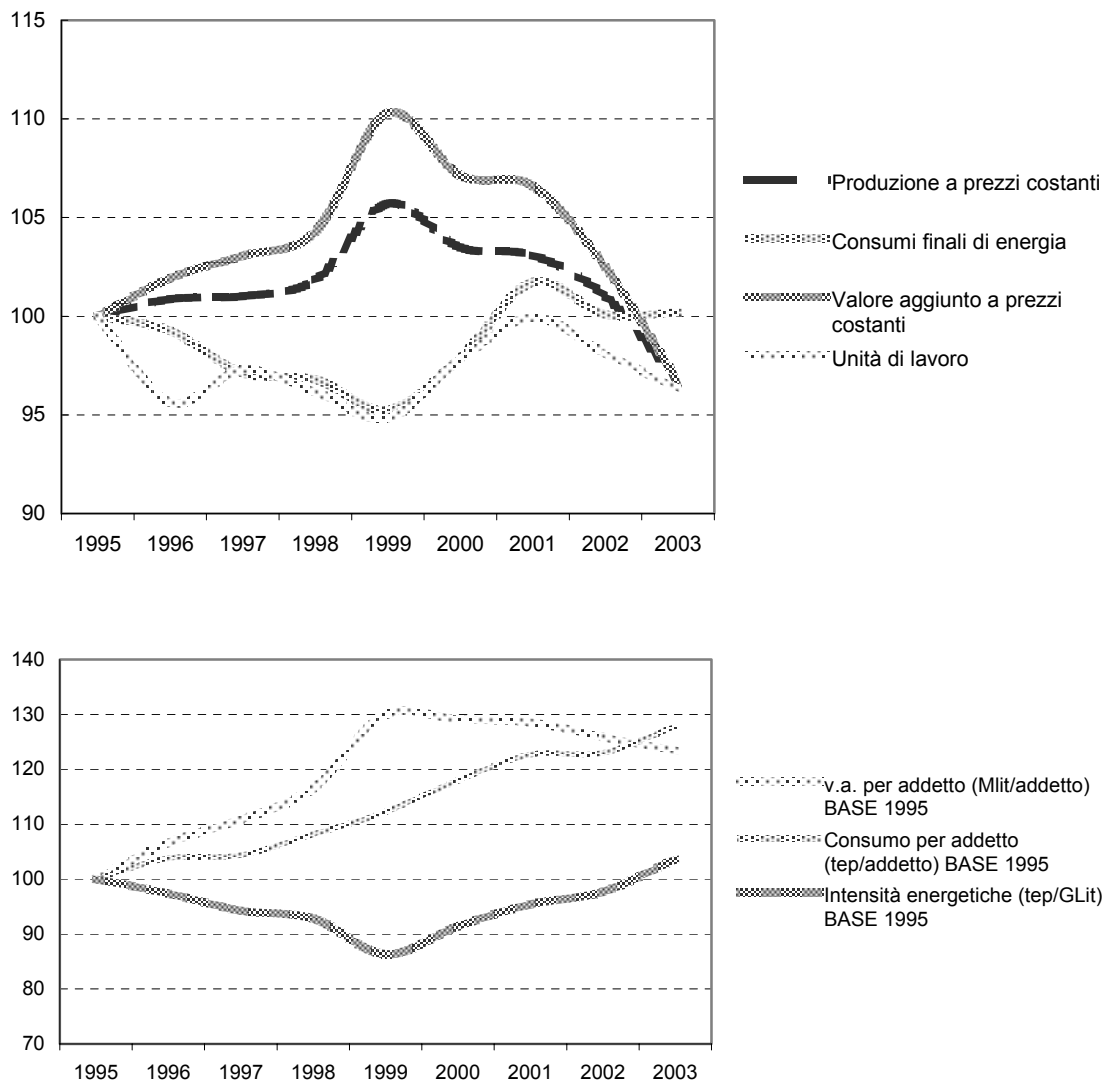 115
110
105
100
95
90
1995 1996 1997 1998 1999 2000 2001 2002 2003
Produzione a prezzi costanti
Consumi finali di energia
Valore aggiunto a prezzi
costanti
Unità di lavoro
140
130
120
110
100
90
80
70
1995 1996 1997 1998 1999 2000 2001 2002 2003
v.a. per addetto (Mlit/addetto)
BASE 1995
Consumo per addetto
(tep/addetto) BASE 1995
Intensità energetiche (tep/GLit)
BASE 1995